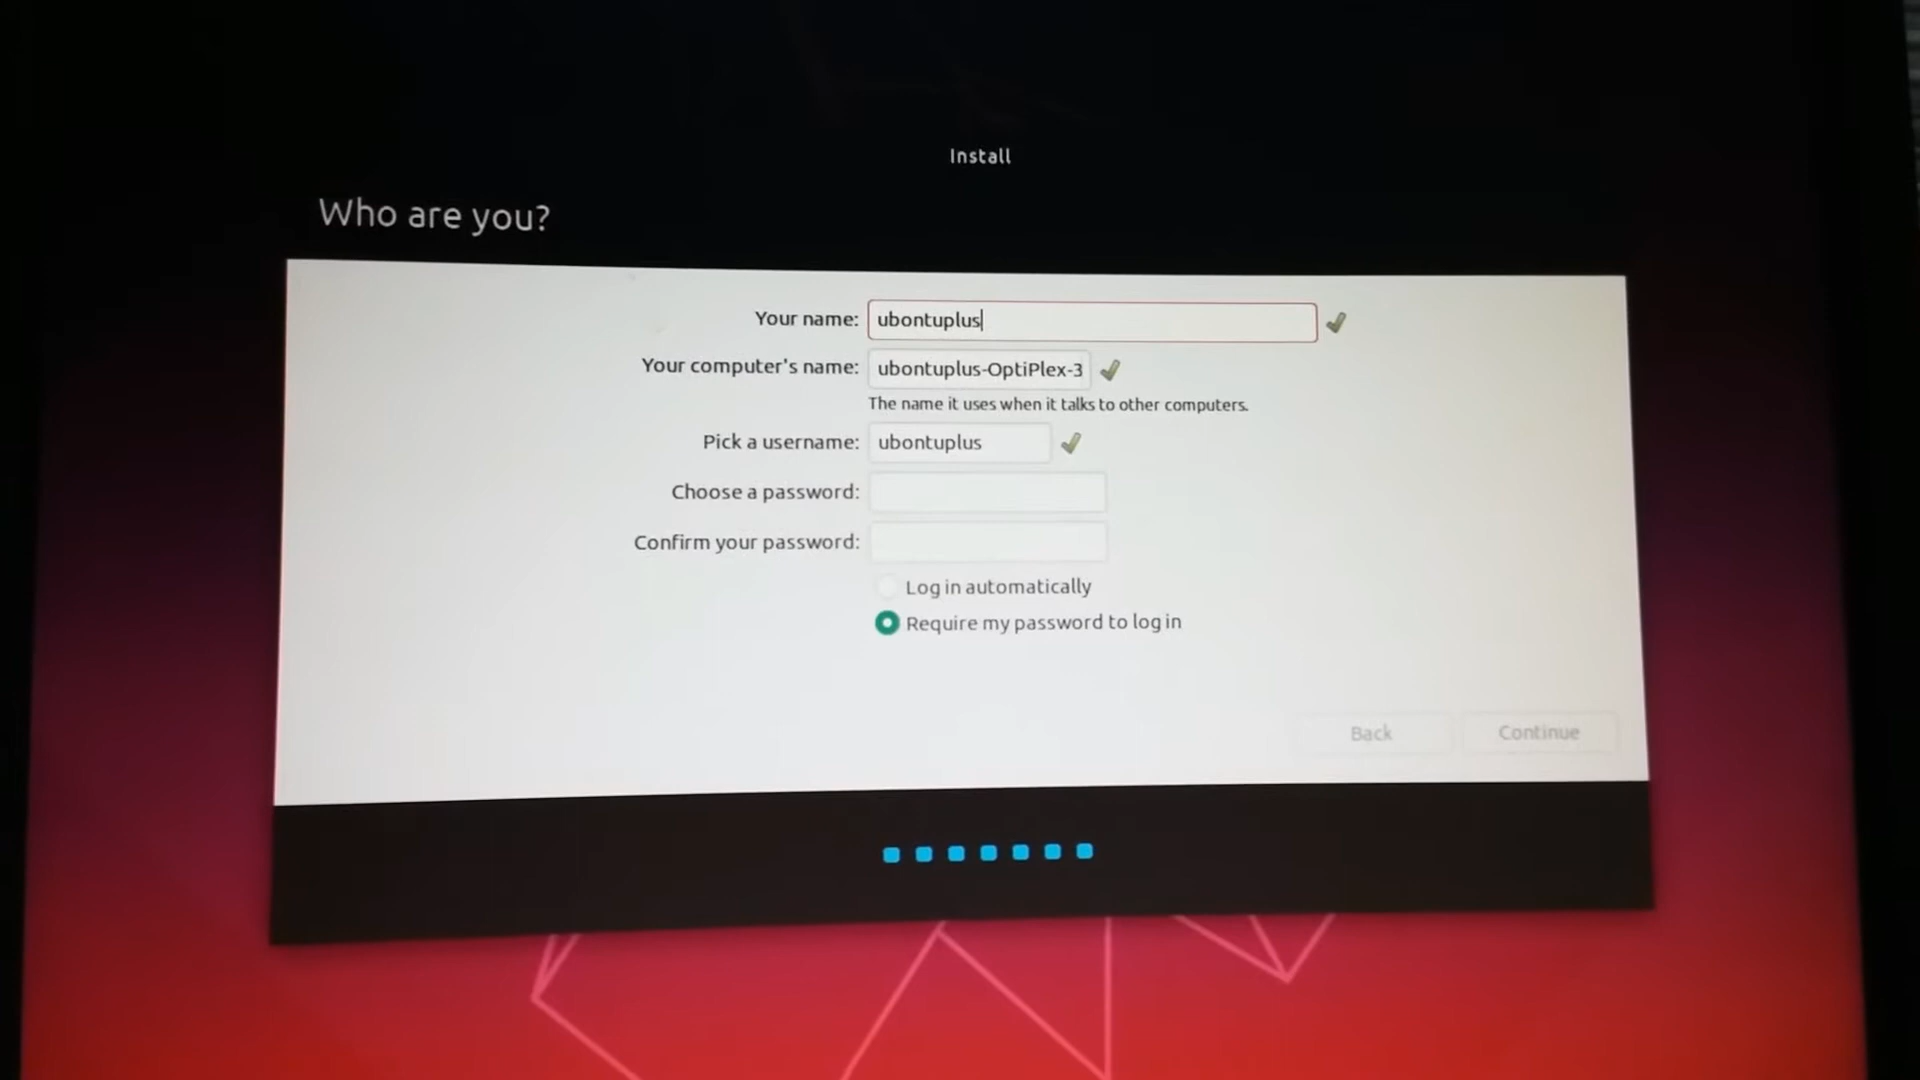 Install
Who are you?
Your name: ubontuplus
Your computer's name: ubontuplus-OptiPlex-3
The name it uses when it talks to other computers.
Pick a username: ubontuplus
Choose a password:
Confirm your password:
Log in automatically
Require my password to log in
Back Continue